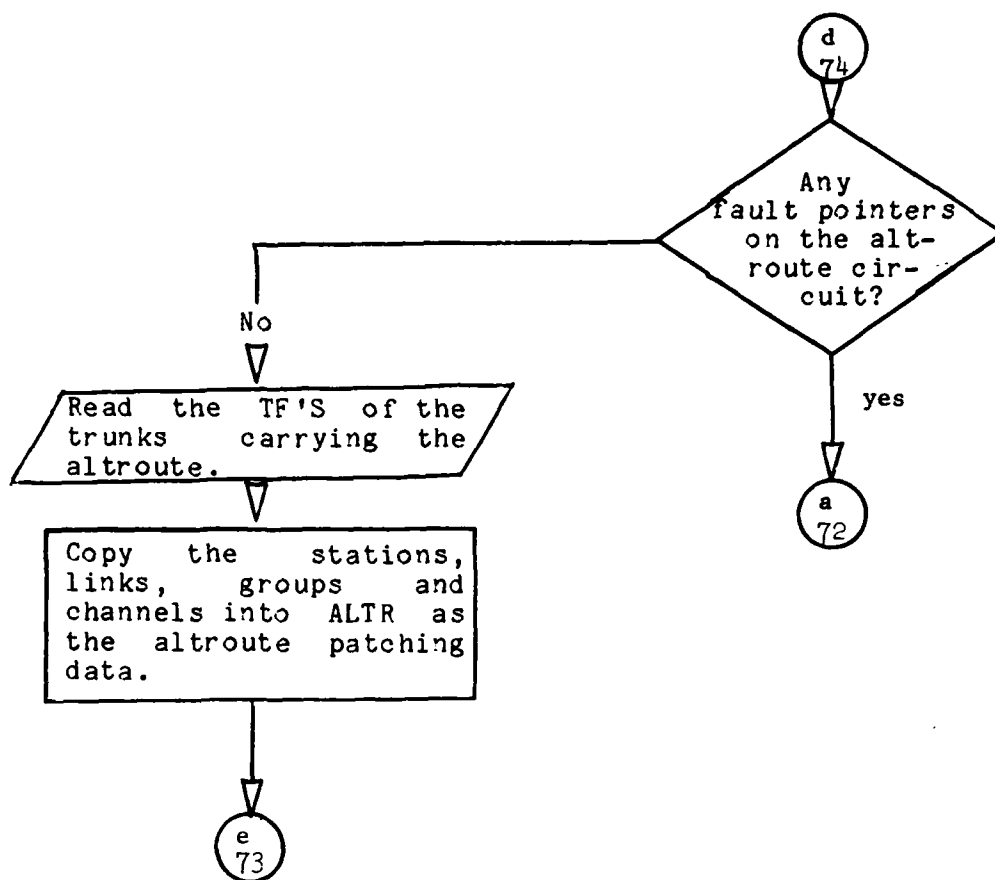 d
74
Any
fault pointers
on the alt-
route cir-
cuit?
No
yes
Read the TF'S of the
trunks carrying the
altroute.
a
72
Copy the stations,
links, groups and
channels into ALTR as
the altroute patching
data.
e
73